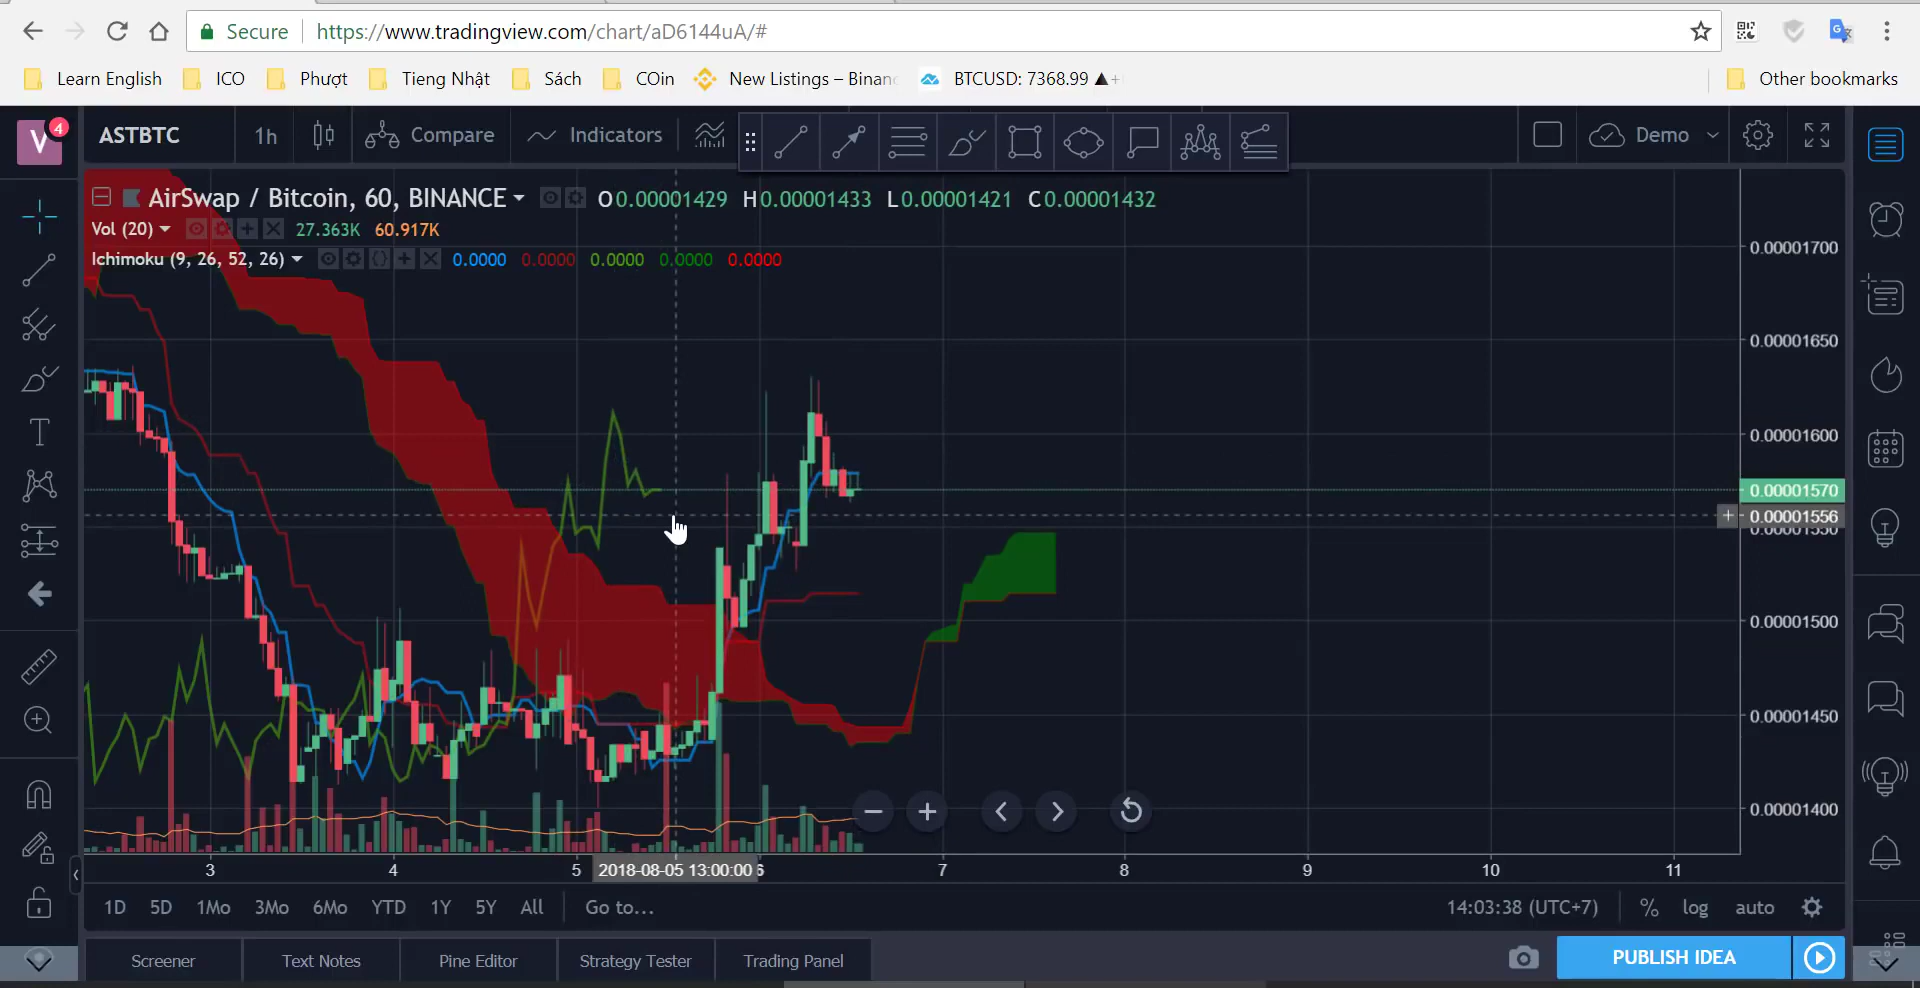 Secure https://www.tradingview.com/chart/aD6144uA/#
Learn English ICO Phượt Tieng Nhật Sách COin New Listings – Binanc BTCUSD: 7368.99 ▲+ Other bookmarks
V 4 ASTBTC 1h Compare Indicators Demo
AirSwap / Bitcoin, 60, BINANCE O0.00001429 H0.00001433 L0.00001421 C0.00001432
Vol (20) 27.363K 60.917K
Ichimoku (9, 26, 52, 26) 0.0000 0.0000 0.0000 0.0000 0.0000
0.00001700
0.00001650
0.00001600
0.00001570
0.00001556
0.00001550
0.00001500
0.00001450
0.00001400
3 4 5 2018-08-05 13:00:00 6 7 8 9 10 11
1D 5D 1Mo 3Mo 6Mo YTD 1Y 5Y All Go to... 14:03:38 (UTC+7) % log auto
Screener Text Notes Pine Editor Strategy Tester Trading Panel PUBLISH IDEA